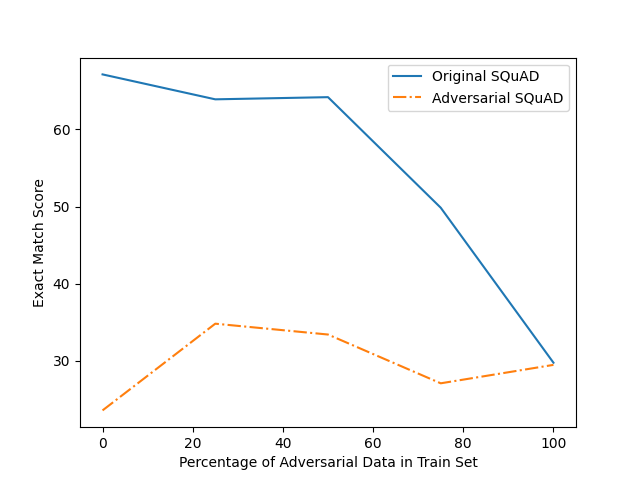 Original SQuAD
Adversarial SQuAD
60
50
40
30
Exact Match Score
0
20
40
60
80
100
Percentage of Adversarial Data in Train Set